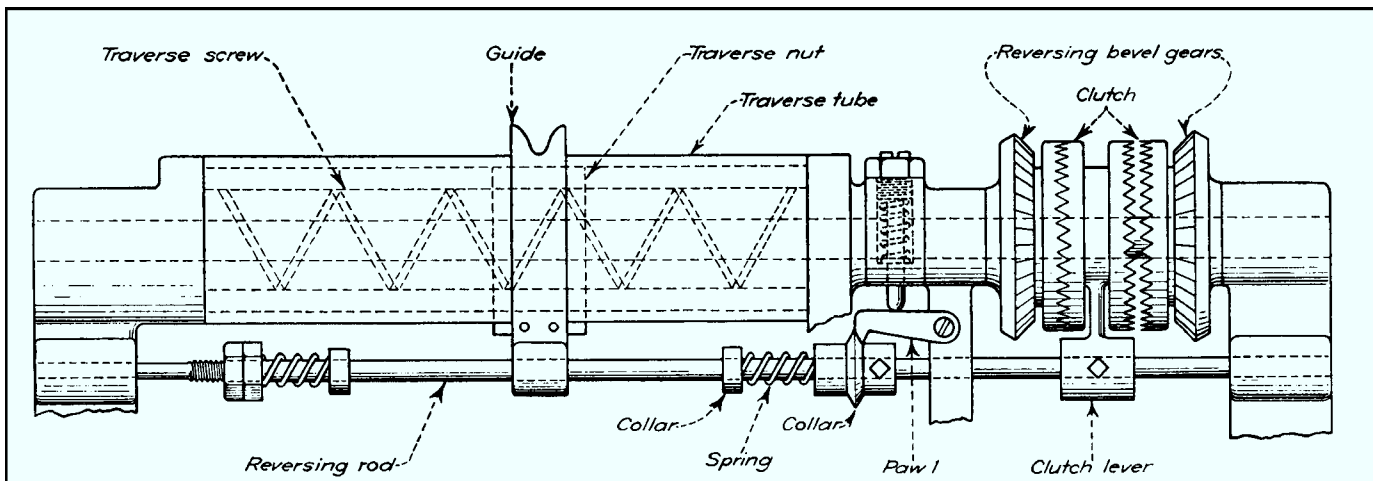 Traverse screw
Guide
Traverse nut
Reversing bevel gears
Clutch
Traverse tube
Collar
Collar
Reversing rod
Spring
Pawl
Clutch lever